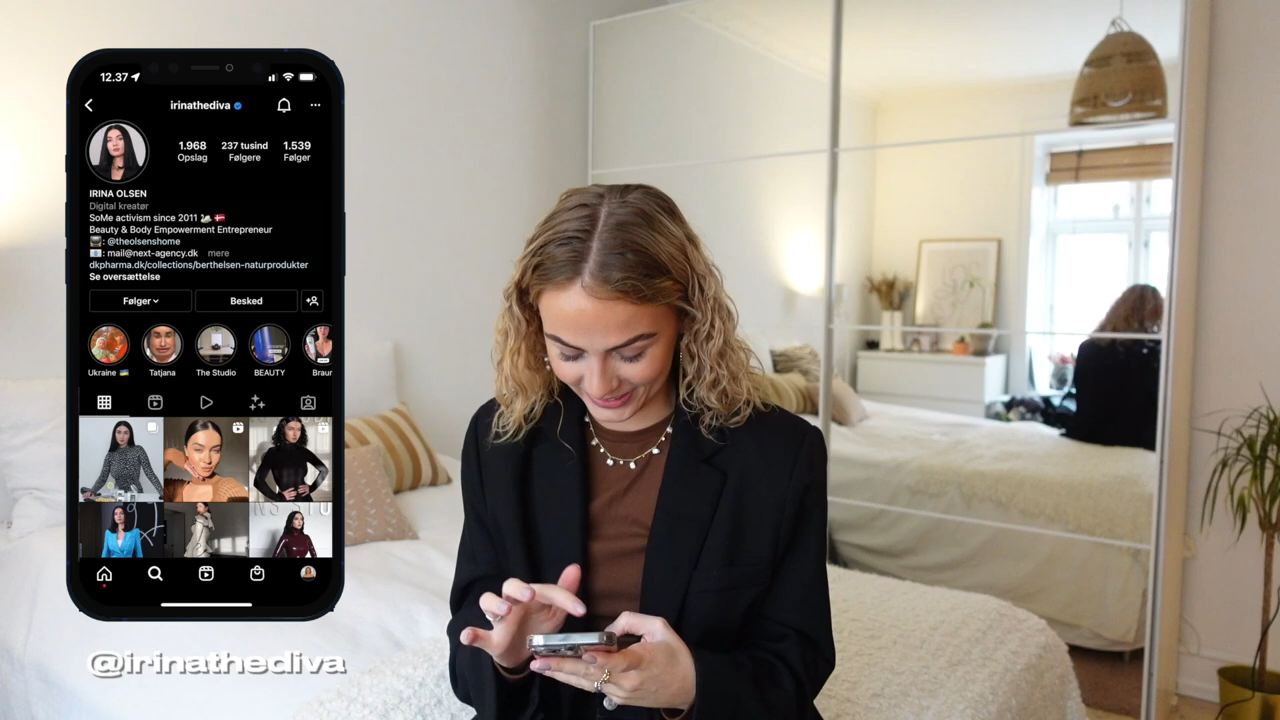 12.37
irinathediva
1.968 237 tusind 1.539
Opslag Følgere Følger
IRINA OLSEN
Digital kreatør
SoMe activism since 2011 🦢 🇩🇰
Beauty & Body Empowerment Entrepreneur
: @theolsenshome
: mail@next-agency.dk mere
dkpharma.dk/collections/berthelsen-naturprodukter
Se oversættelse
Følger Besked
Ukraine 🇺🇦 Tatjana The Studio BEAUTY Braun
@irinathediva